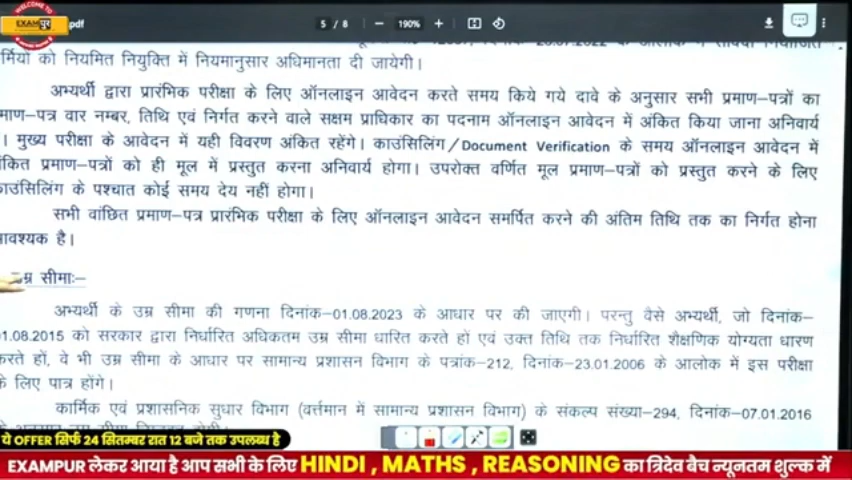 WELCOME TO
EXAMपुर
pdf
5 / 8
190%
र्मियों को नियमित नियुक्ति में नियमानुसार अधिमानता दी जायेगी।
अभ्यर्थी द्वारा प्रारंभिक परीक्षा के लिए ऑनलाइन आवेदन करते समय किये गये दावे के अनुसार सभी प्रमाण–पत्रों का
माण–पत्र वार नम्बर, तिथि एवं निर्गत करने वाले सक्षम प्राधिकार का पदनाम ऑनलाइन आवेदन में अंकित किया जाना अनिवार्य
। मुख्य परीक्षा के आवेदन में यही विवरण अंकित रहेंगे। काउंसिलिंग/Document Verification के समय ऑनलाइन आवेदन में
ंकित प्रमाण–पत्रों को ही मूल में प्रस्तुत करना अनिवार्य होगा। उपरोक्त वर्णित मूल प्रमाण–पत्रों को प्रस्तुत करने के लिए
ाउंसिलिंग के पश्चात कोई समय देय नहीं होगा।
सभी वांछित प्रमाण–पत्र प्रारंभिक परीक्षा के लिए ऑनलाइन आवेदन समर्पित करने की अंतिम तिथि तक का निर्गत होना
ावश्यक है।
उम्र सीमाः–
अभ्यर्थी के उम्र सीमा की गणना दिनांक–01.08.2023 के आधार पर की जाएगी। परन्तु वैसे अभ्यर्थी, जो दिनांक–
1.08.2015 को सरकार द्वारा निर्धारित अधिकतम उम्र सीमा धारित करते हों एवं उक्त तिथि तक निर्धारित शैक्षणिक योग्यता धारण
करते हों, वे भी उम्र सीमा के आधार पर सामान्य प्रशासन विभाग के पत्रांक–212, दिनांक–23.01.2006 के आलोक में इस परीक्षा
के लिए पात्र होंगे।
कार्मिक एवं प्रशासनिक सुधार विभाग (वर्त्तमान में सामान्य प्रशासन विभाग) के संकल्प संख्या–294, दिनांक–07.01.2016
ये OFFER सिर्फ 24 सितम्बर रात 12 बजे तक उपलब्ध है
EXAMPUR लेकर आया है आप सभी के लिए HINDI , MATHS , REASONING का त्रिदेव बैच न्यूनतम शुल्क में